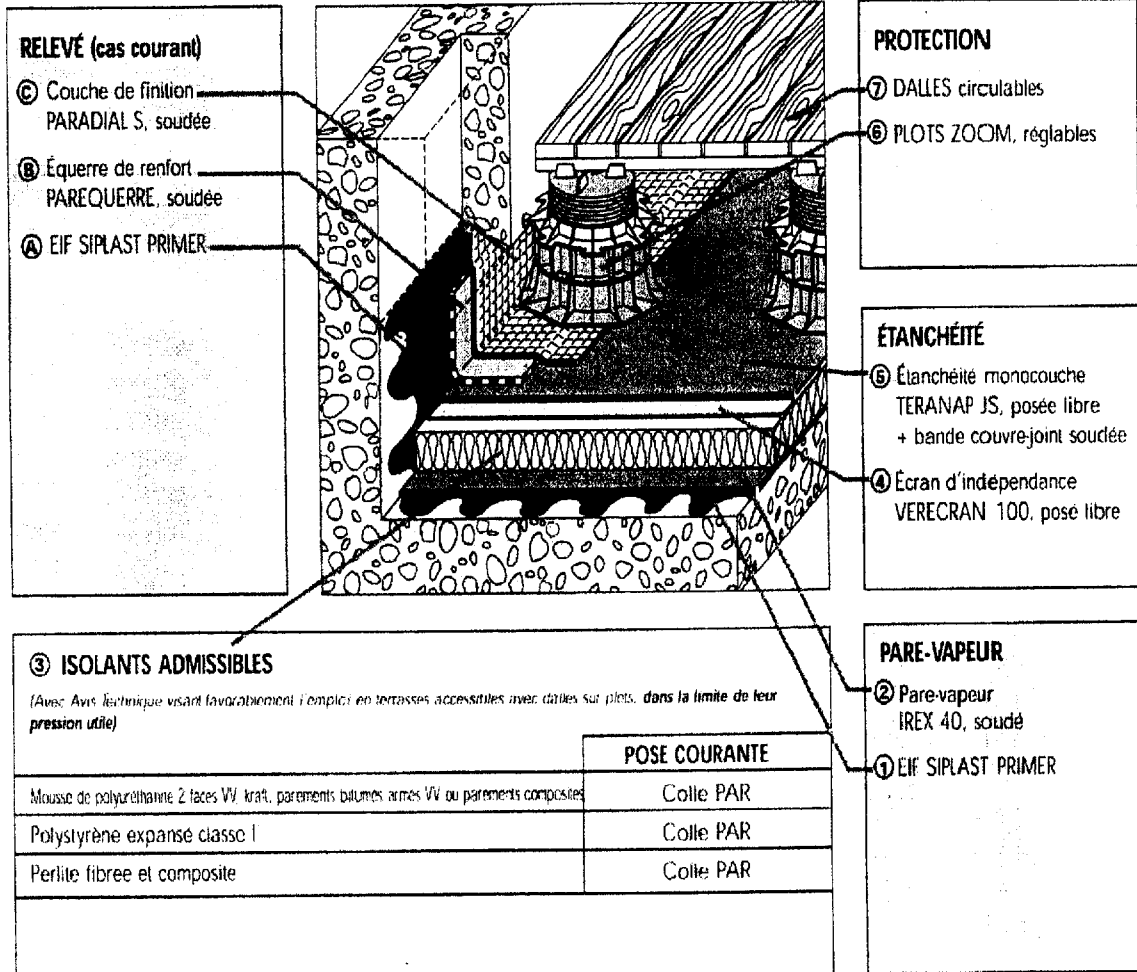 RELEVÉ (cas courant)
Ⓒ Couche de finition
PARADIAL S, soudée
Ⓑ Équerre de renfort
PAREQUERRE, soudée
Ⓐ EIF SIPLAST PRIMER
PROTECTION
⑦ DALLES circulables
⑥ PLOTS ZOOM, réglables
ÉTANCHÉITÉ
⑤ Étanchéité monocouche
TERANAP JS, posée libre
+ bande couvre-joint soudée
④ Écran d'indépendance
VERECRAN 100, posé libre
PARE-VAPEUR
② Pare-vapeur
IREX 40, soudé
① EIF SIPLAST PRIMER
③ ISOLANTS ADMISSIBLES
(Avec Avis Technique visant favorablement l'emploi en terrasses accessibles avec dalles sur plots, dans la limite de leur
pression utile)
POSE COURANTE
Mousse de polyuréthanne 2 faces VV, kraft, parements bitumés armés VV ou parements composites Colle PAR
Polystyrène expansé classe I Colle PAR
Perlite fibrée et composite Colle PAR